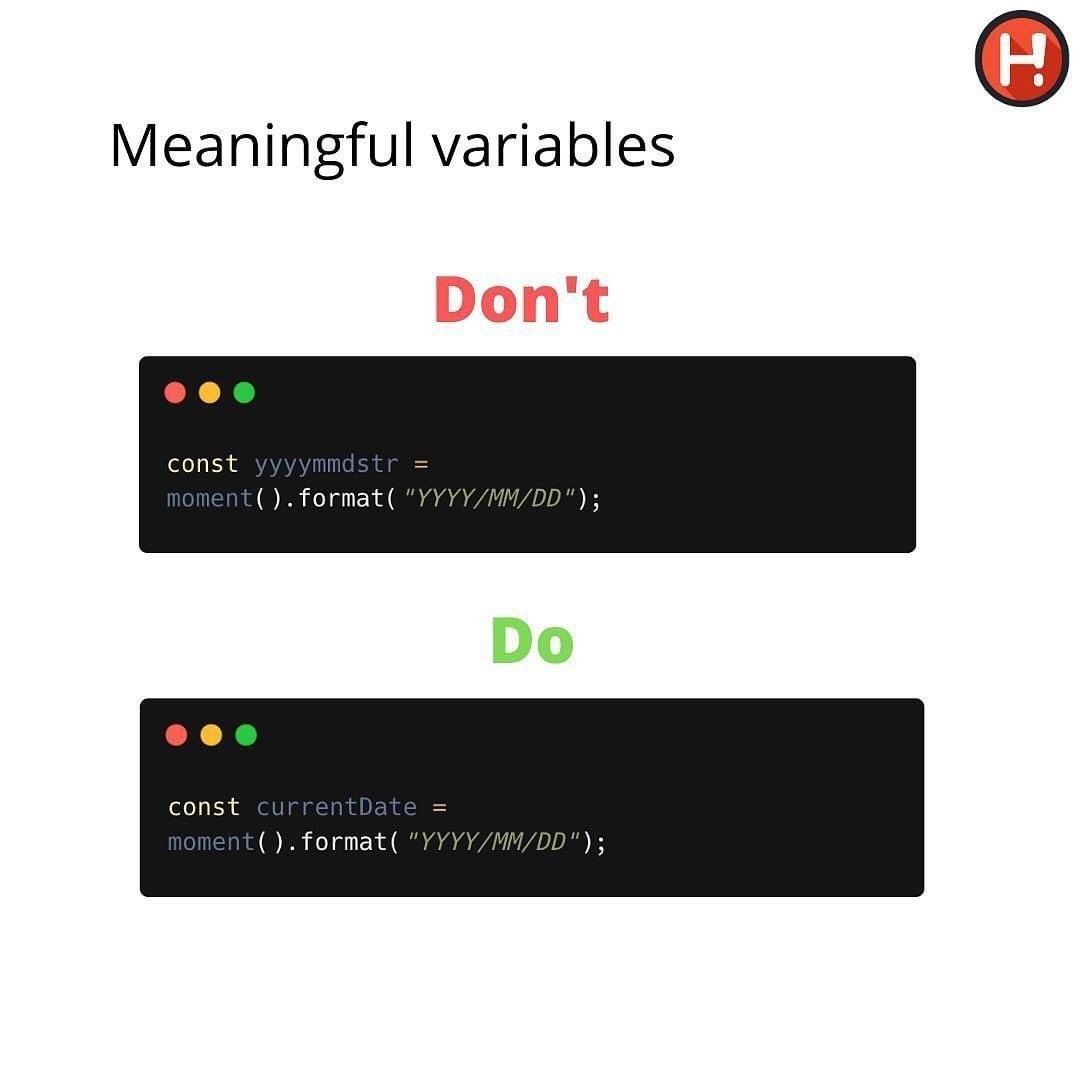 H!
Meaningful variables
Don't
const yyyymmdstr =
moment().format("YYYY/MM/DD");
Do
const currentDate =
moment().format("YYYY/MM/DD");